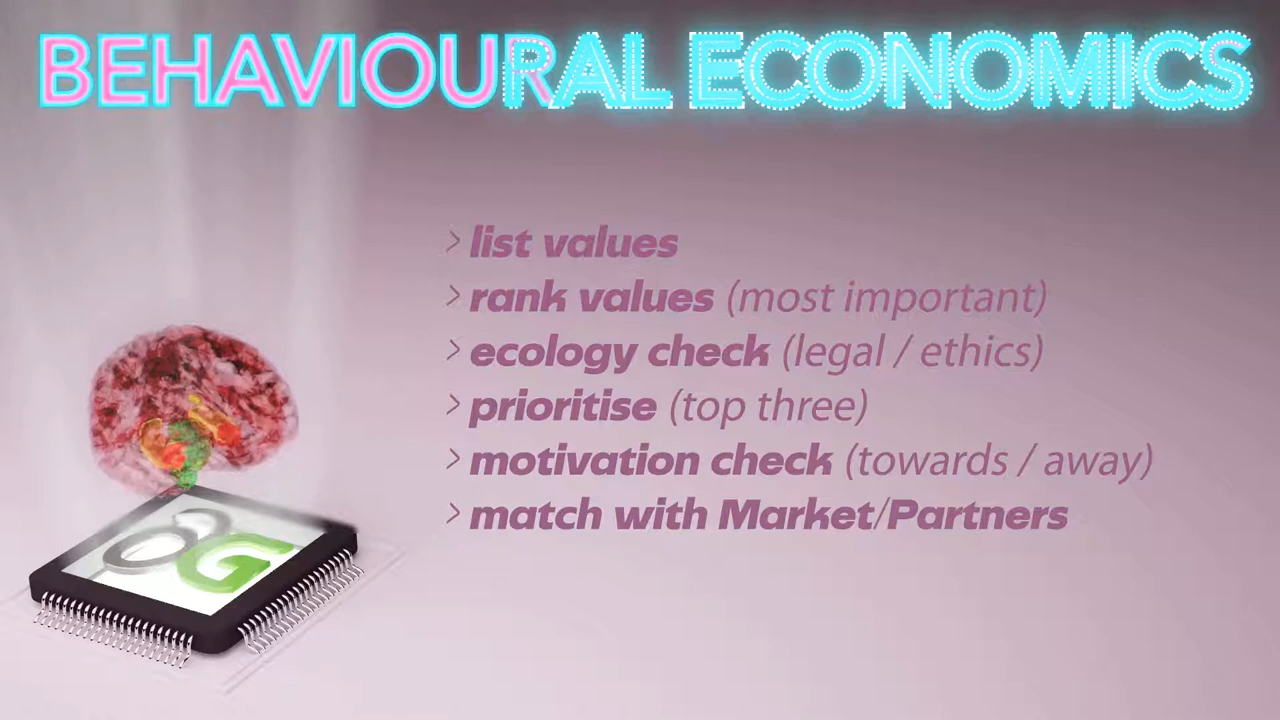 BEHAVIOURAL ECONOMICS
> list values
> rank values (most important)
> ecology check (legal / ethics)
> prioritise (top three)
> motivation check (towards / away)
> match with Market/Partners